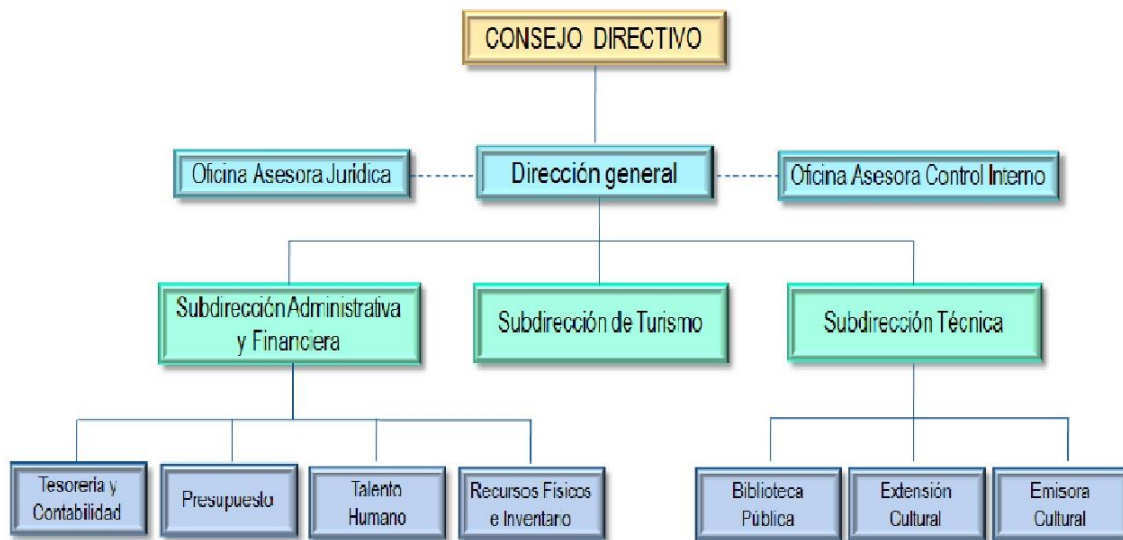 CONSEJO DIRECTIVO
Oficina Asesora Jurídica
Dirección general
Oficina Asesora Control Interno
Subdirección Administrativa
y Financiera
Subdirección de Turismo
Subdirección Técnica
Tesorería y
Contabilidad
Presupuesto
Talento
Humano
Recursos Físicos
e Inventario
Biblioteca
Pública
Extensión
Cultural
Emisora
Cultural